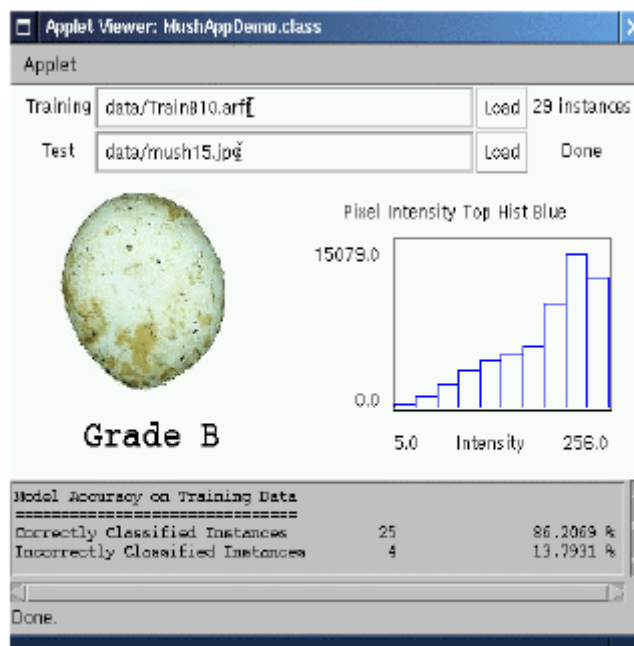 Applet Viewer: MushAppDemo.class
Applet
Training data/Train810.arff Load 29 instances
Test data/mush15.jpg Load Done
Pixel Intensity Top Hist Blue
15079.0
0.0
5.0 Intensity 256.0
Grade B
Model Accuracy on Training Data
===============================
Correctly Classified Instances 25 86.2069 %
Incorrectly Classified Instances 4 13.7931 %
Done.